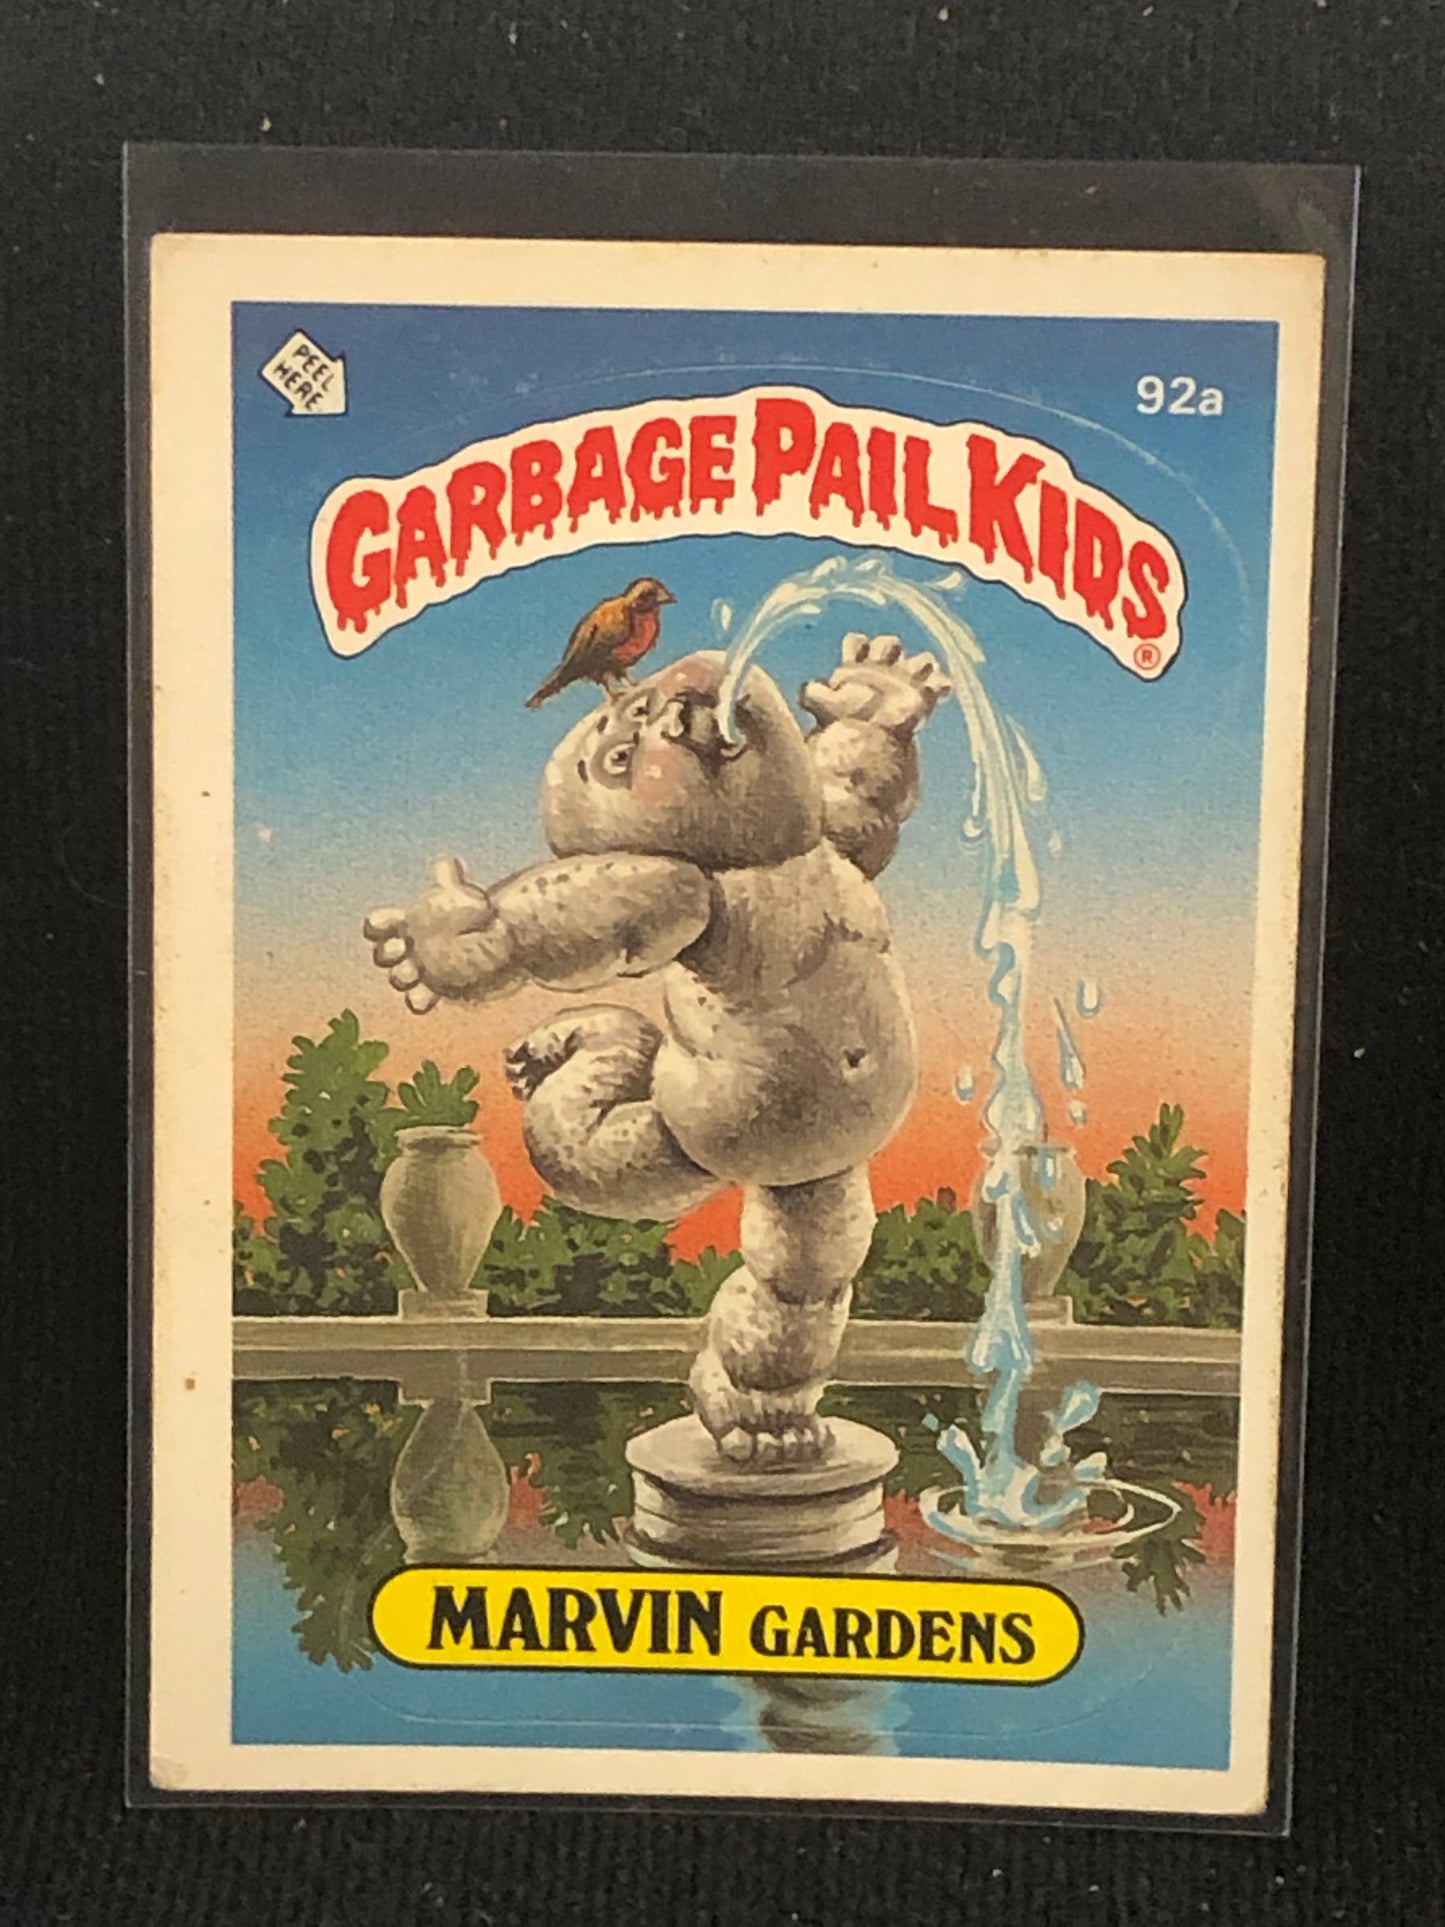 PEEL
HERE
92a
GARBAGE PAIL KIDS
®
MARVIN GARDENS